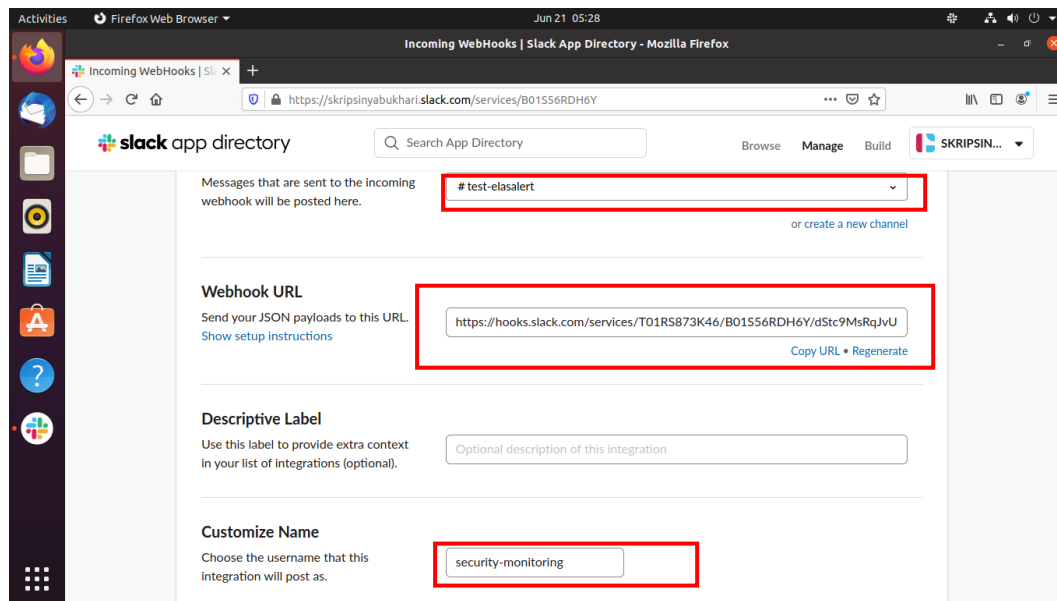 Activities
Firefox Web Browser
Jun 21 05:28
Incoming WebHooks | Slack App Directory - Mozilla Firefox
Incoming WebHooks | Sla
https://skripsinyabukhari.slack.com/services/B01S56RDH6Y
slack app directory
Search App Directory
Browse
Manage
Build
SKRIPSIN...
Messages that are sent to the incoming
webhook will be posted here.
# test-elasalert
or create a new channel
Webhook URL
Send your JSON payloads to this URL.
Show setup instructions
https://hooks.slack.com/services/T01RS873K46/B01S56RDH6Y/dStc9MsRqJvU
Copy URL • Regenerate
Descriptive Label
Use this label to provide extra context
in your list of integrations (optional).
Optional description of this integration
Customize Name
Choose the username that this
integration will post as.
security-monitoring